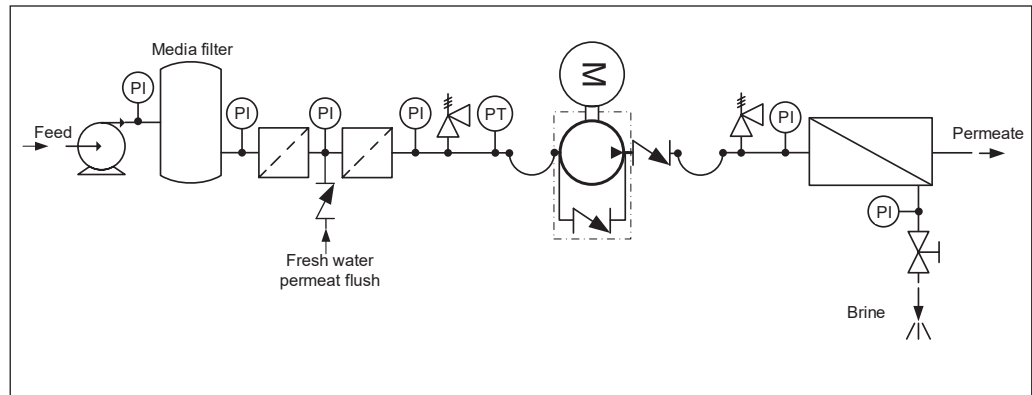 Media filter
PI
Feed
PI
PI
PI
PT
M
PI
Permeate
PI
Fresh water
permeat flush
Brine